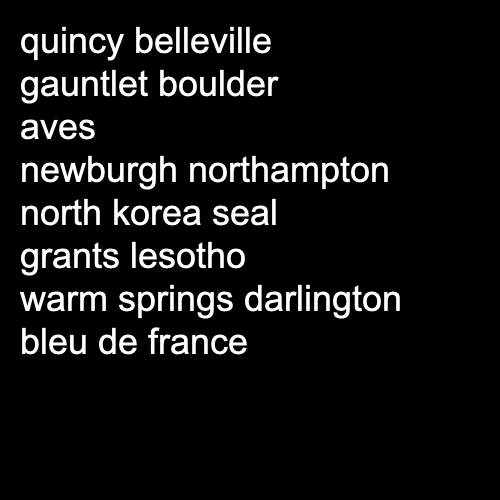 quincy belleville
gauntlet boulder
aves
newburgh northampton
north korea seal
grants lesotho
warm springs darlington
bleu de france